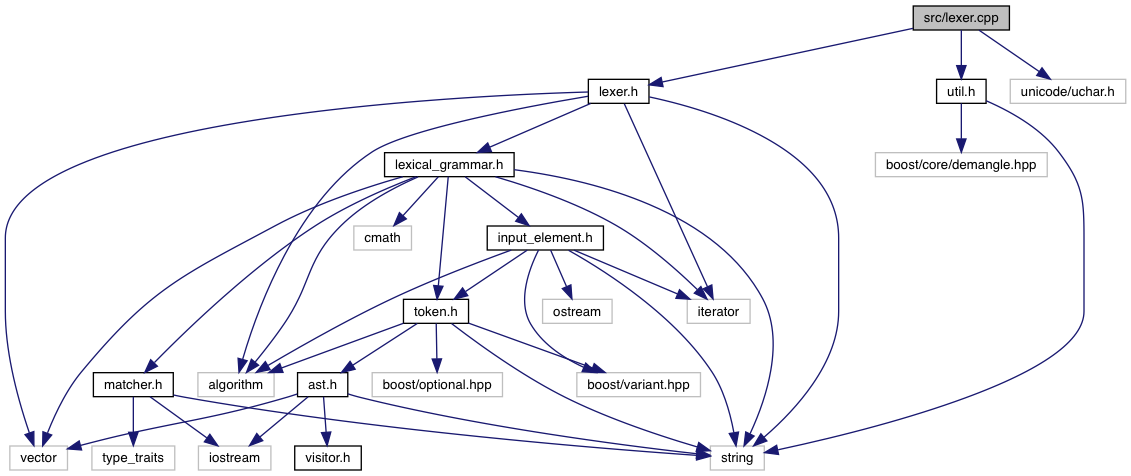 src/lexer.cpp
lexer.h
util.h
unicode/uchar.h
lexical_grammar.h
boost/core/demangle.hpp
cmath
input_element.h
token.h
ostream
iterator
matcher.h
algorithm
ast.h
boost/optional.hpp
boost/variant.hpp
vector
type_traits
iostream
visitor.h
string